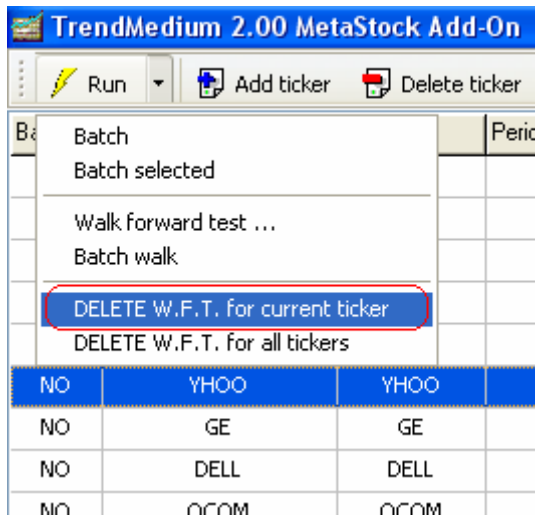 TrendMedium 2.00 MetaStock Add-On
Run Add ticker Delete ticker
Ba Perio
Batch
Batch selected
Walk forward test ...
Batch walk
DELETE W.F.T. for current ticker
DELETE W.F.T. for all tickers
NO YHOO YHOO
NO GE GE
NO DELL DELL
NO QCOM QCOM